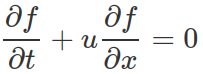 ∂f/∂t + u ∂f/∂x = 0